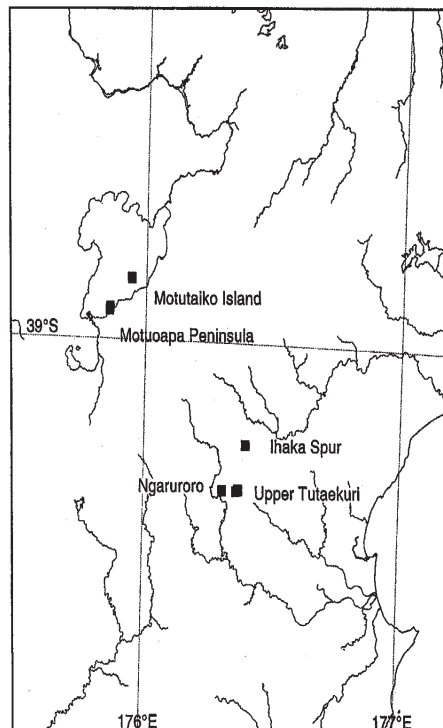 Motutaiko Island
39°S
Motuoapa Peninsula
Ihaka Spur
Ngaruroro
Upper Tutaekuri
176°E
177°E